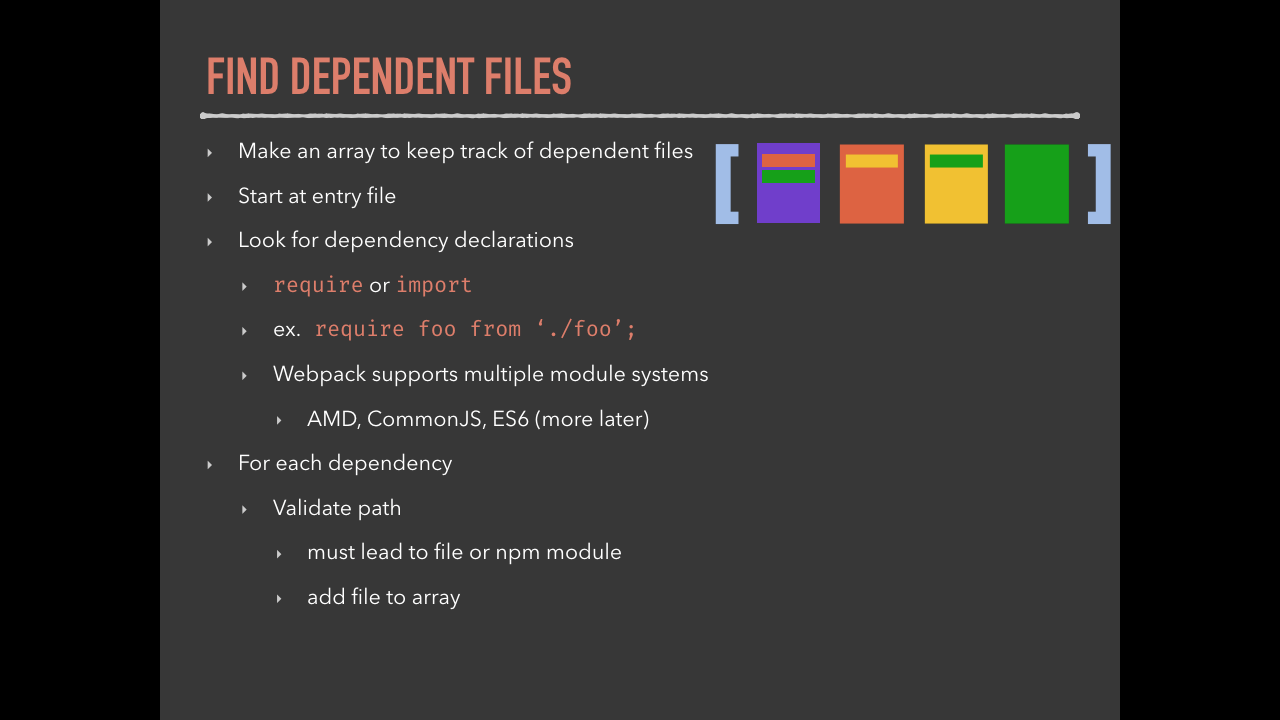 FIND DEPENDENT FILES
Make an array to keep track of dependent files
Start at entry file
Look for dependency declarations
require or import
ex. require foo from ‘./foo’;
Webpack supports multiple module systems
AMD, CommonJS, ES6 (more later)
For each dependency
Validate path
must lead to file or npm module
add file to array